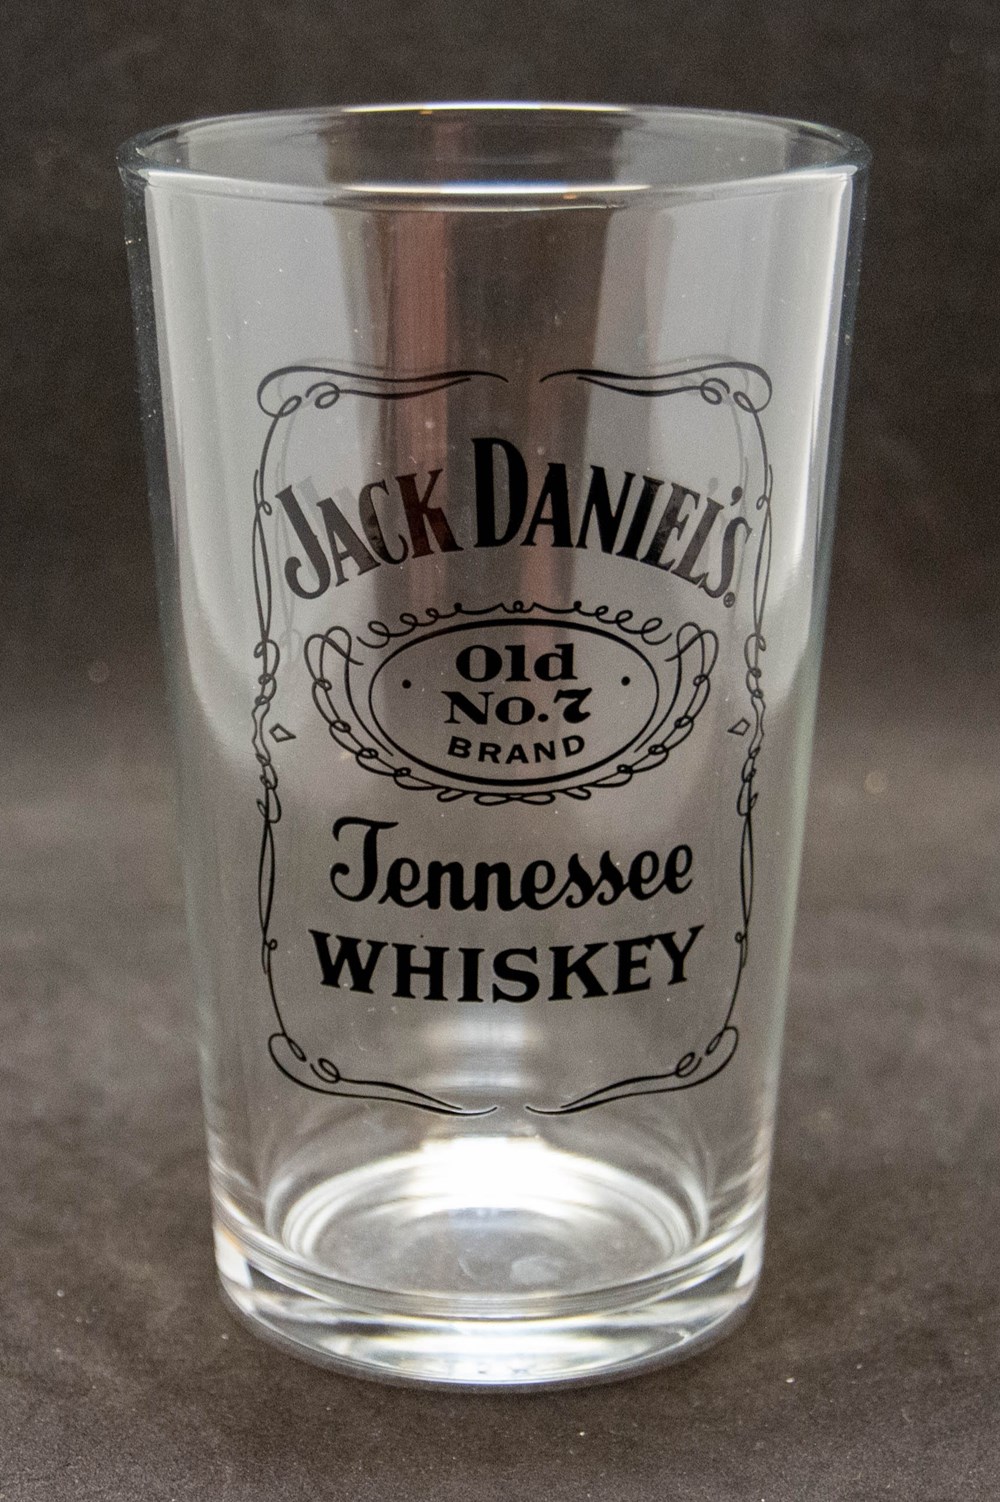 JACK DANIEL'S®
Old
No.7
BRAND
Tennessee
WHISKEY